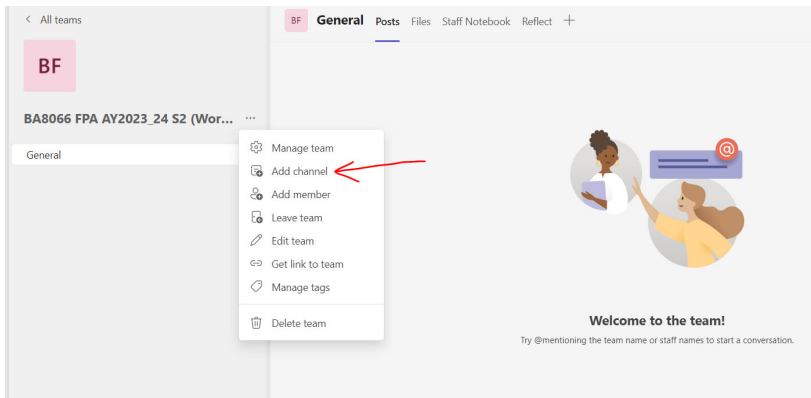 All teams
BF
BA8066 FPA AY2023_24 S2 (Wor... ...
General
Manage team
Add channel
Add member
Leave team
Edit team
Get link to team
Manage tags
Delete team
BF General Posts Files Staff Notebook Reflect +
@
Welcome to the team!
Try @mentioning the team name or staff names to start a conversation.